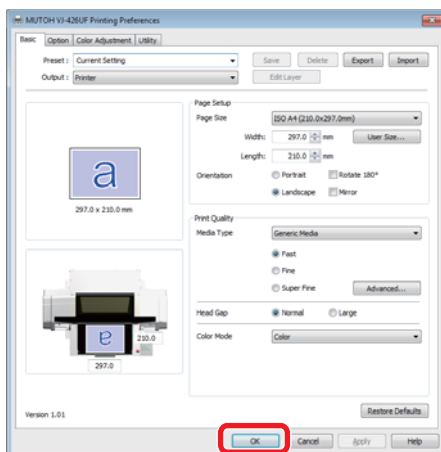 MUTOH VJ-426UF Printing Preferences
Basic Option Color Adjustment Utility
Preset : Current Setting Save Delete Export Import
Output : Printer Edit Layer
a
297.0 x 210.0 mm
Page Setup
Page Size ISO A4 (210.0x297.0mm)
Width: 297.0 mm User Size...
Length: 210.0 mm
Orientation Portrait Rotate 180°
Landscape Mirror
Print Quality
Media Type Generic Media
Fast
Fine
Super Fine Advanced...
Head Gap Normal Large
Color Mode Color
a
210.0
297.0
Version 1.01
Restore Defaults
OK Cancel Apply Help